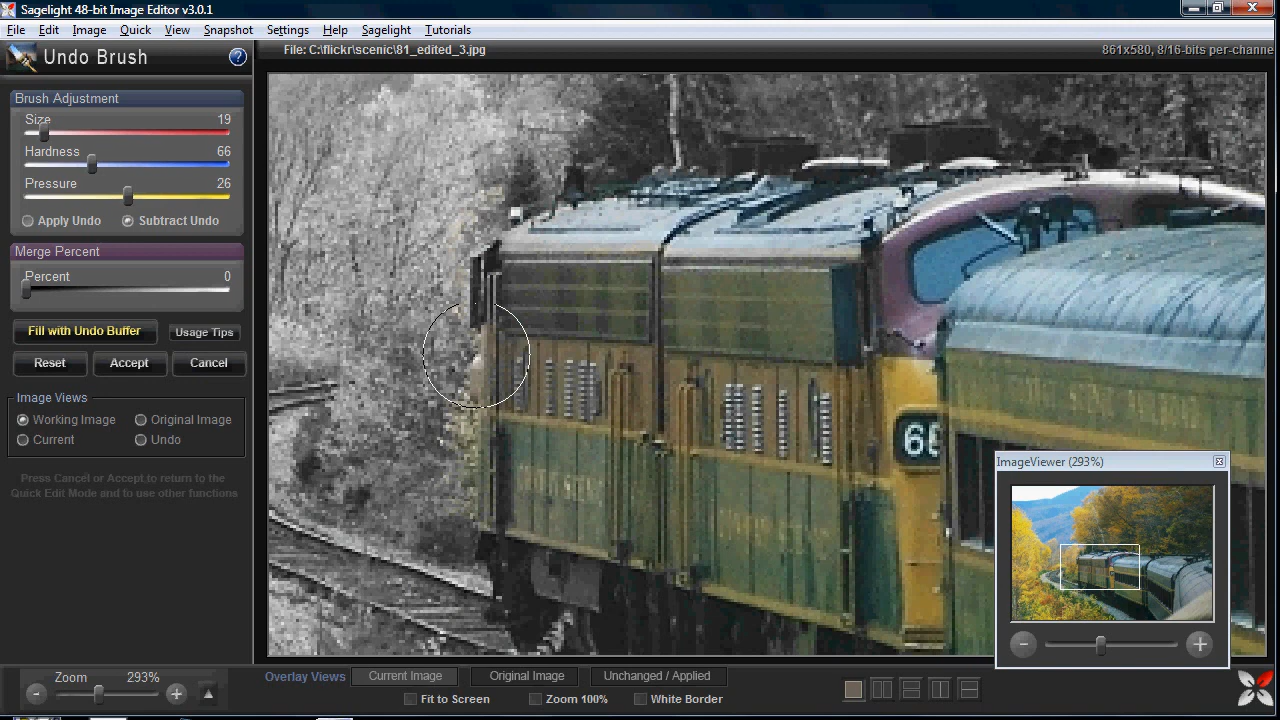 Sagelight 48-bit Image Editor v3.0.1
File Edit Image Quick View Snapshot Settings Help Sagelight Tutorials
Undo Brush ?
File: C:\flickr\scenic\81_edited_3.jpg
861x580, 8/16-bits per-channe
Brush Adjustment
Size 19
Hardness 66
Pressure 26
Apply Undo Subtract Undo
Merge Percent
Percent 0
Fill with Undo Buffer Usage Tips
Reset Accept Cancel
Image Views
Working Image Original Image
Current Undo
Press Cancel or Accept to return to the
Quick Edit Mode and to use other functions
ImageViewer (293%)
Zoom 293%
Overlay Views Current Image Original Image Unchanged / Applied
Fit to Screen Zoom 100% White Border